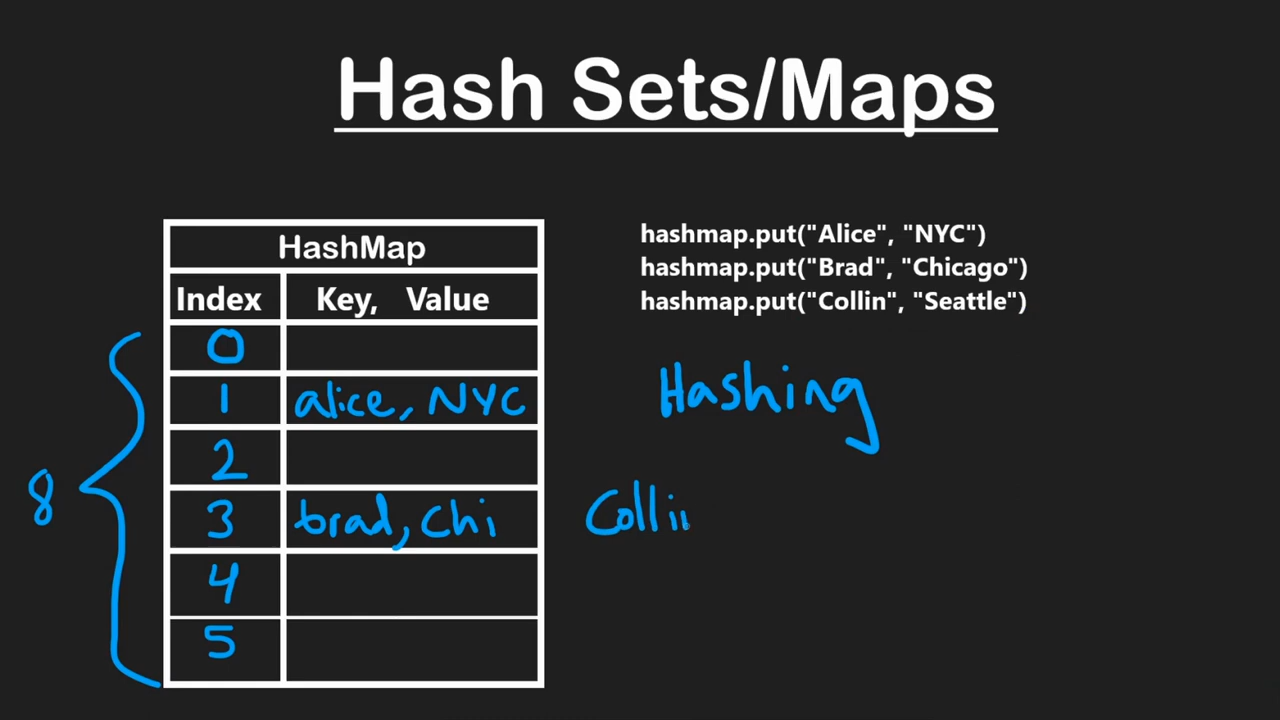 Hash Sets/Maps
HashMap
Index Key, Value
0
1 alice, NYC
2
3 brad, Chi
4
5
8
hashmap.put("Alice", "NYC")
hashmap.put("Brad", "Chicago")
hashmap.put("Collin", "Seattle")
Hashing
Collii